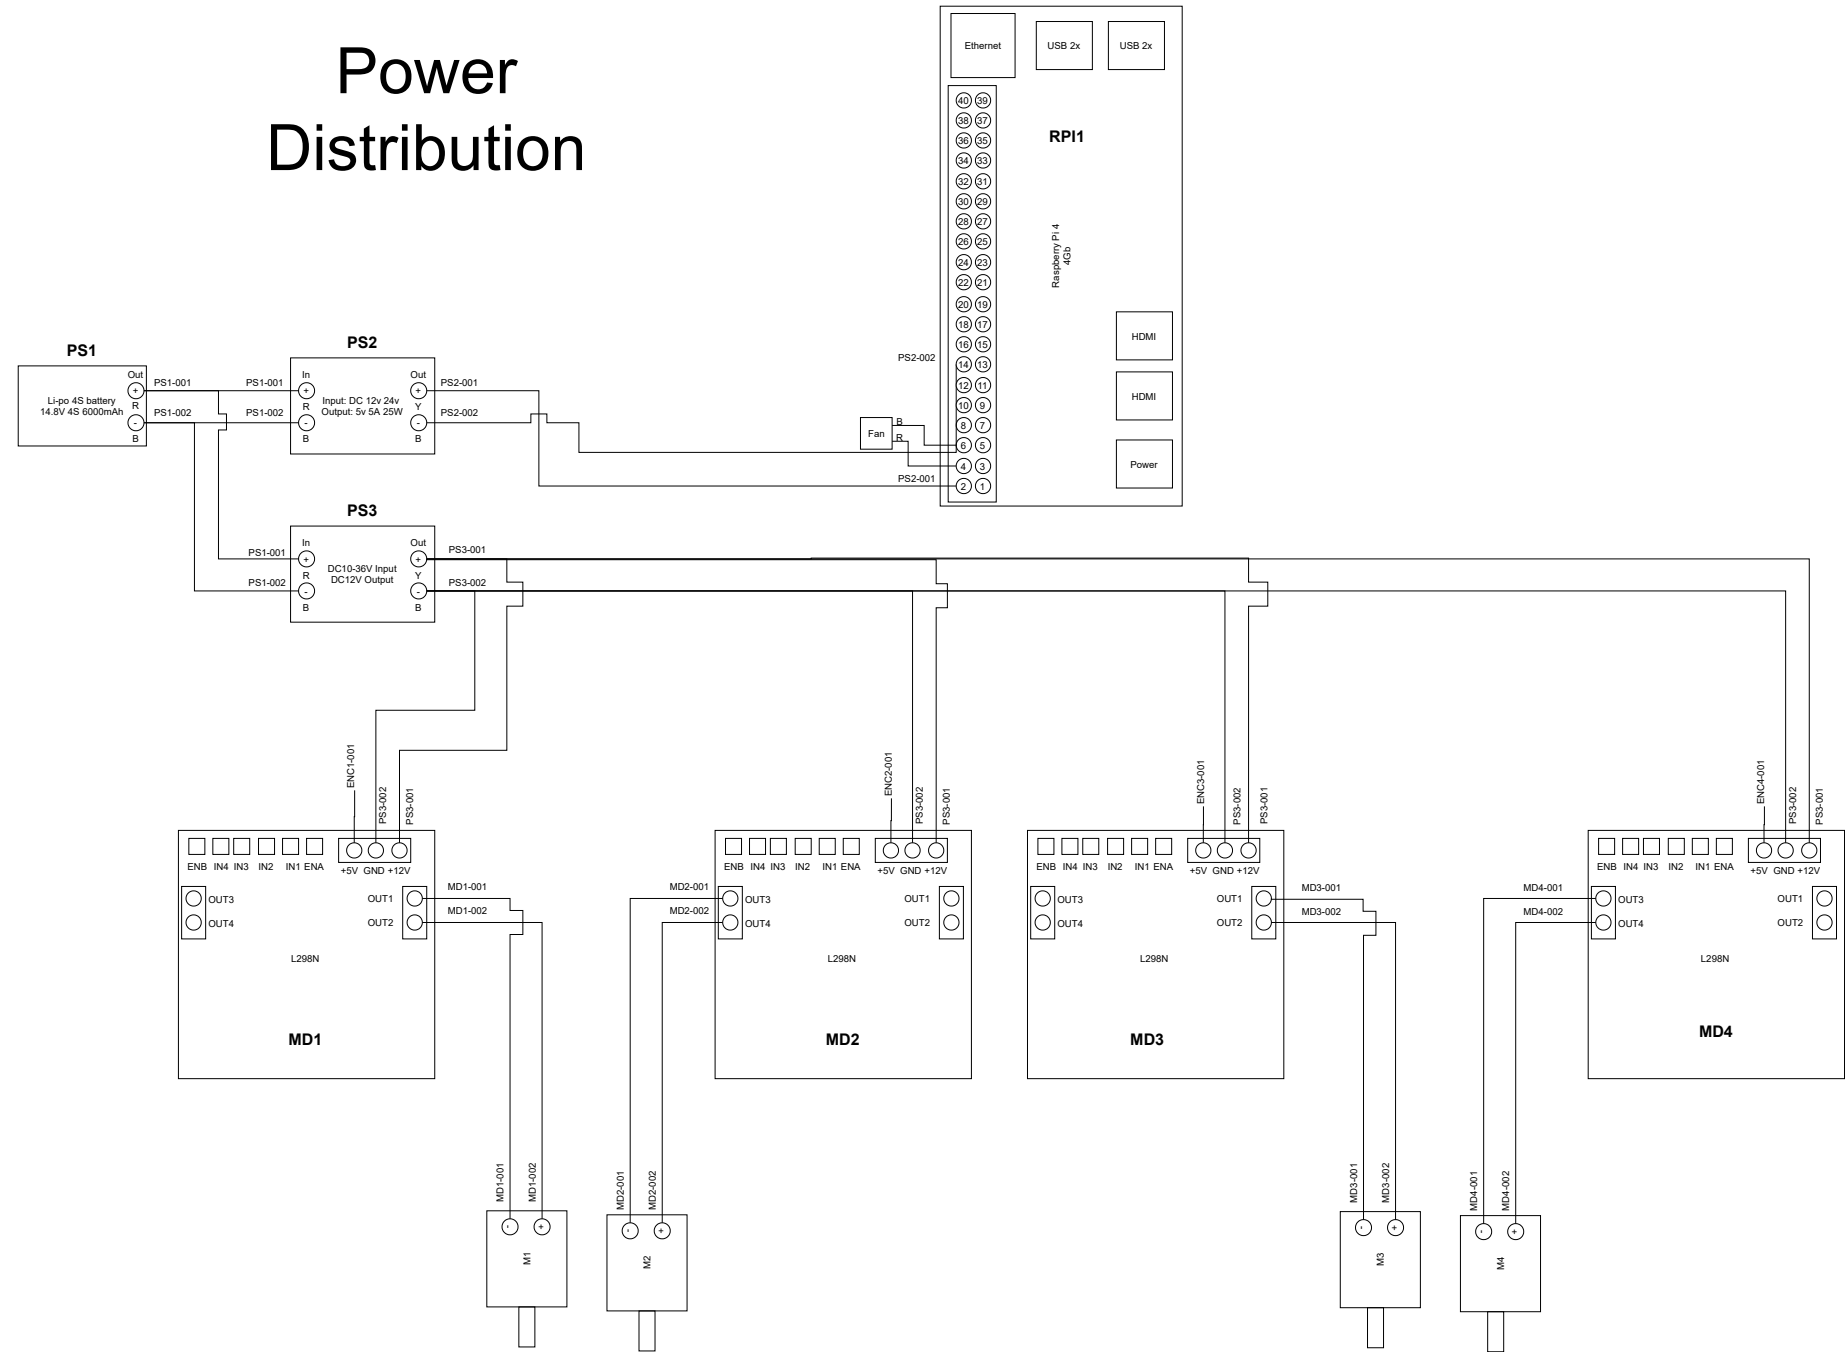 Power
Distribution
Ethernet
USB 2x
USB 2x
40 39
38 37
36 35
34 33
32 31
30 29
28 27
26 25
24 23
22 21
20 19
18 17
16 15
14 13
12 11
10 9
8 7
6 5
4 3
2 1
RPI1
Raspberry Pi 4
4Gb
HDMI
HDMI
Power
PS2-002
Fan
B
R
PS2-001
PS1
Li-po 4S battery
14.8V 4S 6000mAh
Out
+
R
-
B
PS1-001
PS1-002
PS1-001
PS1-002
PS2
In
+
R
-
B
Input: DC 12v 24v
Output: 5v 5A 25W
Out
+
Y
-
B
PS2-001
PS2-002
PS3
PS1-001
PS1-002
In
+
R
-
B
DC10-36V Input
DC12V Output
Out
+
Y
-
B
PS3-001
PS3-002
ENC1-001
PS3-002
PS3-001
ENB IN4 IN3 IN2 IN1 ENA
+5V GND +12V
OUT3
OUT4
OUT1
OUT2
MD1-001
MD1-002
L298N
MD1
ENC2-001
PS3-002
PS3-001
ENB IN4 IN3 IN2 IN1 ENA
+5V GND +12V
MD2-001
MD2-002
OUT3
OUT4
OUT1
OUT2
L298N
MD2
ENC3-001
PS3-002
PS3-001
ENB IN4 IN3 IN2 IN1 ENA
+5V GND +12V
OUT3
OUT4
OUT1
OUT2
MD3-001
MD3-002
L298N
MD3
ENC4-001
PS3-002
PS3-001
ENB IN4 IN3 IN2 IN1 ENA
+5V GND +12V
MD4-001
MD4-002
OUT3
OUT4
OUT1
OUT2
L298N
MD4
MD1-001
MD1-002
- +
M1
MD2-001
MD2-002
- +
M2
MD3-001
MD3-002
- +
M3
MD4-001
MD4-002
- +
M4